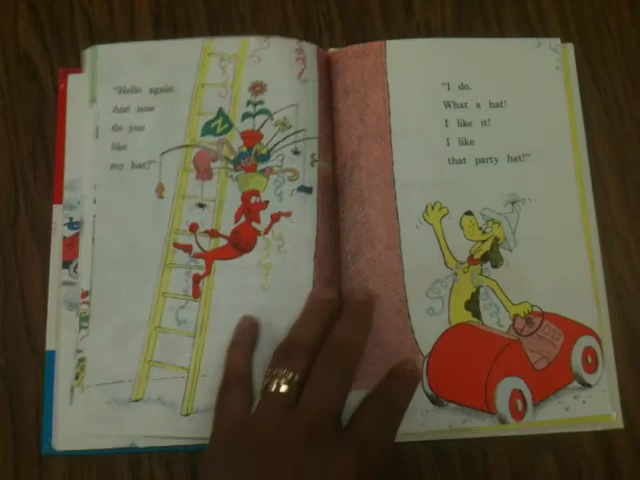 "Hello again.
And now
do you
like
my hat?"
"I do.
What a hat!
I like it!
I like
that party hat!"